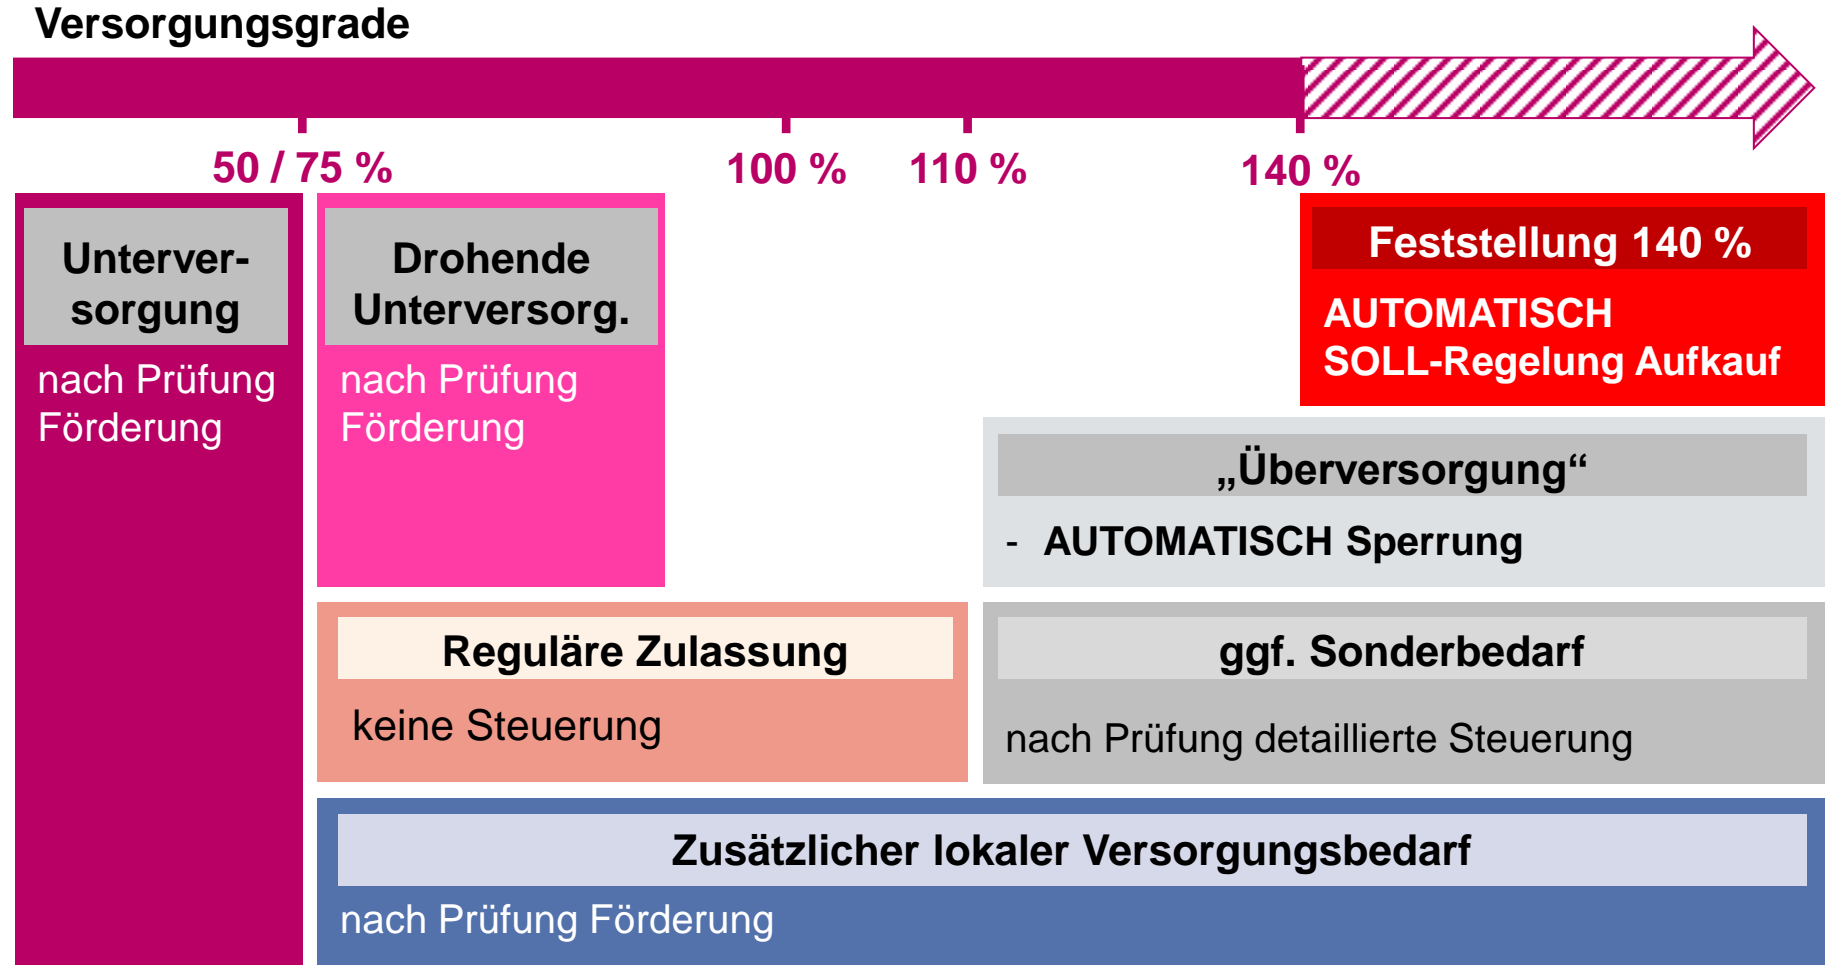 Versorgungsgrade
50 / 75 %
100 %
110 %
140 %
Unterver-
sorgung
nach Prüfung
Förderung
Drohende
Unterversorg.
nach Prüfung
Förderung
Feststellung 140 %
AUTOMATISCH
SOLL-Regelung Aufkauf
„Überversorgung“
- AUTOMATISCH Sperrung
Reguläre Zulassung
keine Steuerung
ggf. Sonderbedarf
nach Prüfung detaillierte Steuerung
Zusätzlicher lokaler Versorgungsbedarf
nach Prüfung Förderung